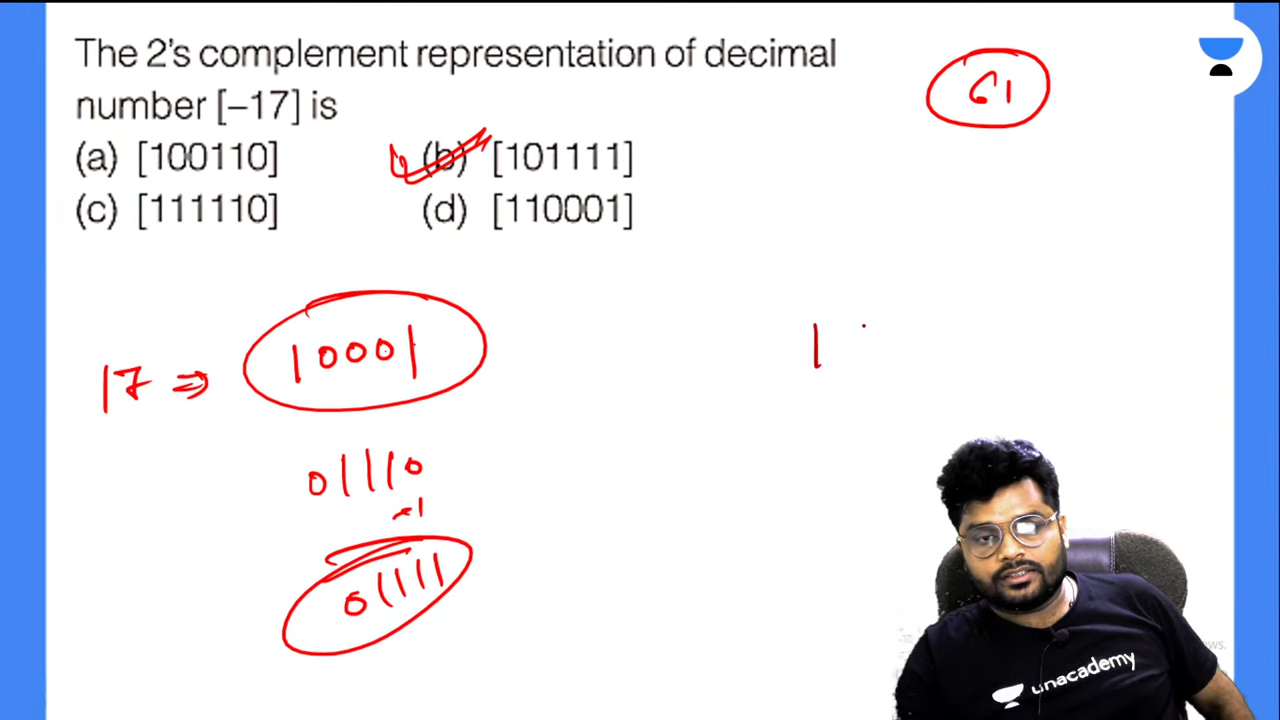 The 2's complement representation of decimal
number [–17] is
(a) [100110] (b) [101111]
(c) [111110] (d) [110001]
61
17 ⇒ 10001
01110
+1
01111
1
unacademy